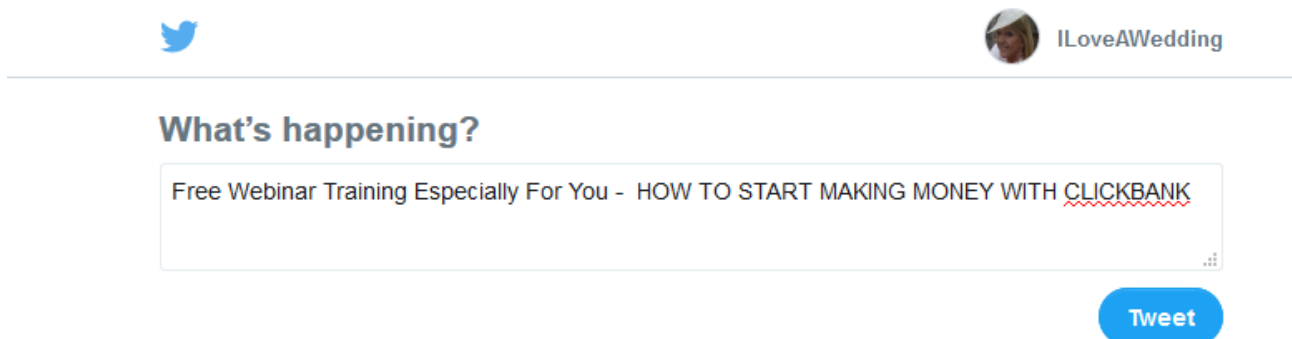 ILoveAWedding
What’s happening?
Free Webinar Training Especially For You -  HOW TO START MAKING MONEY WITH CLICKBANK
Tweet